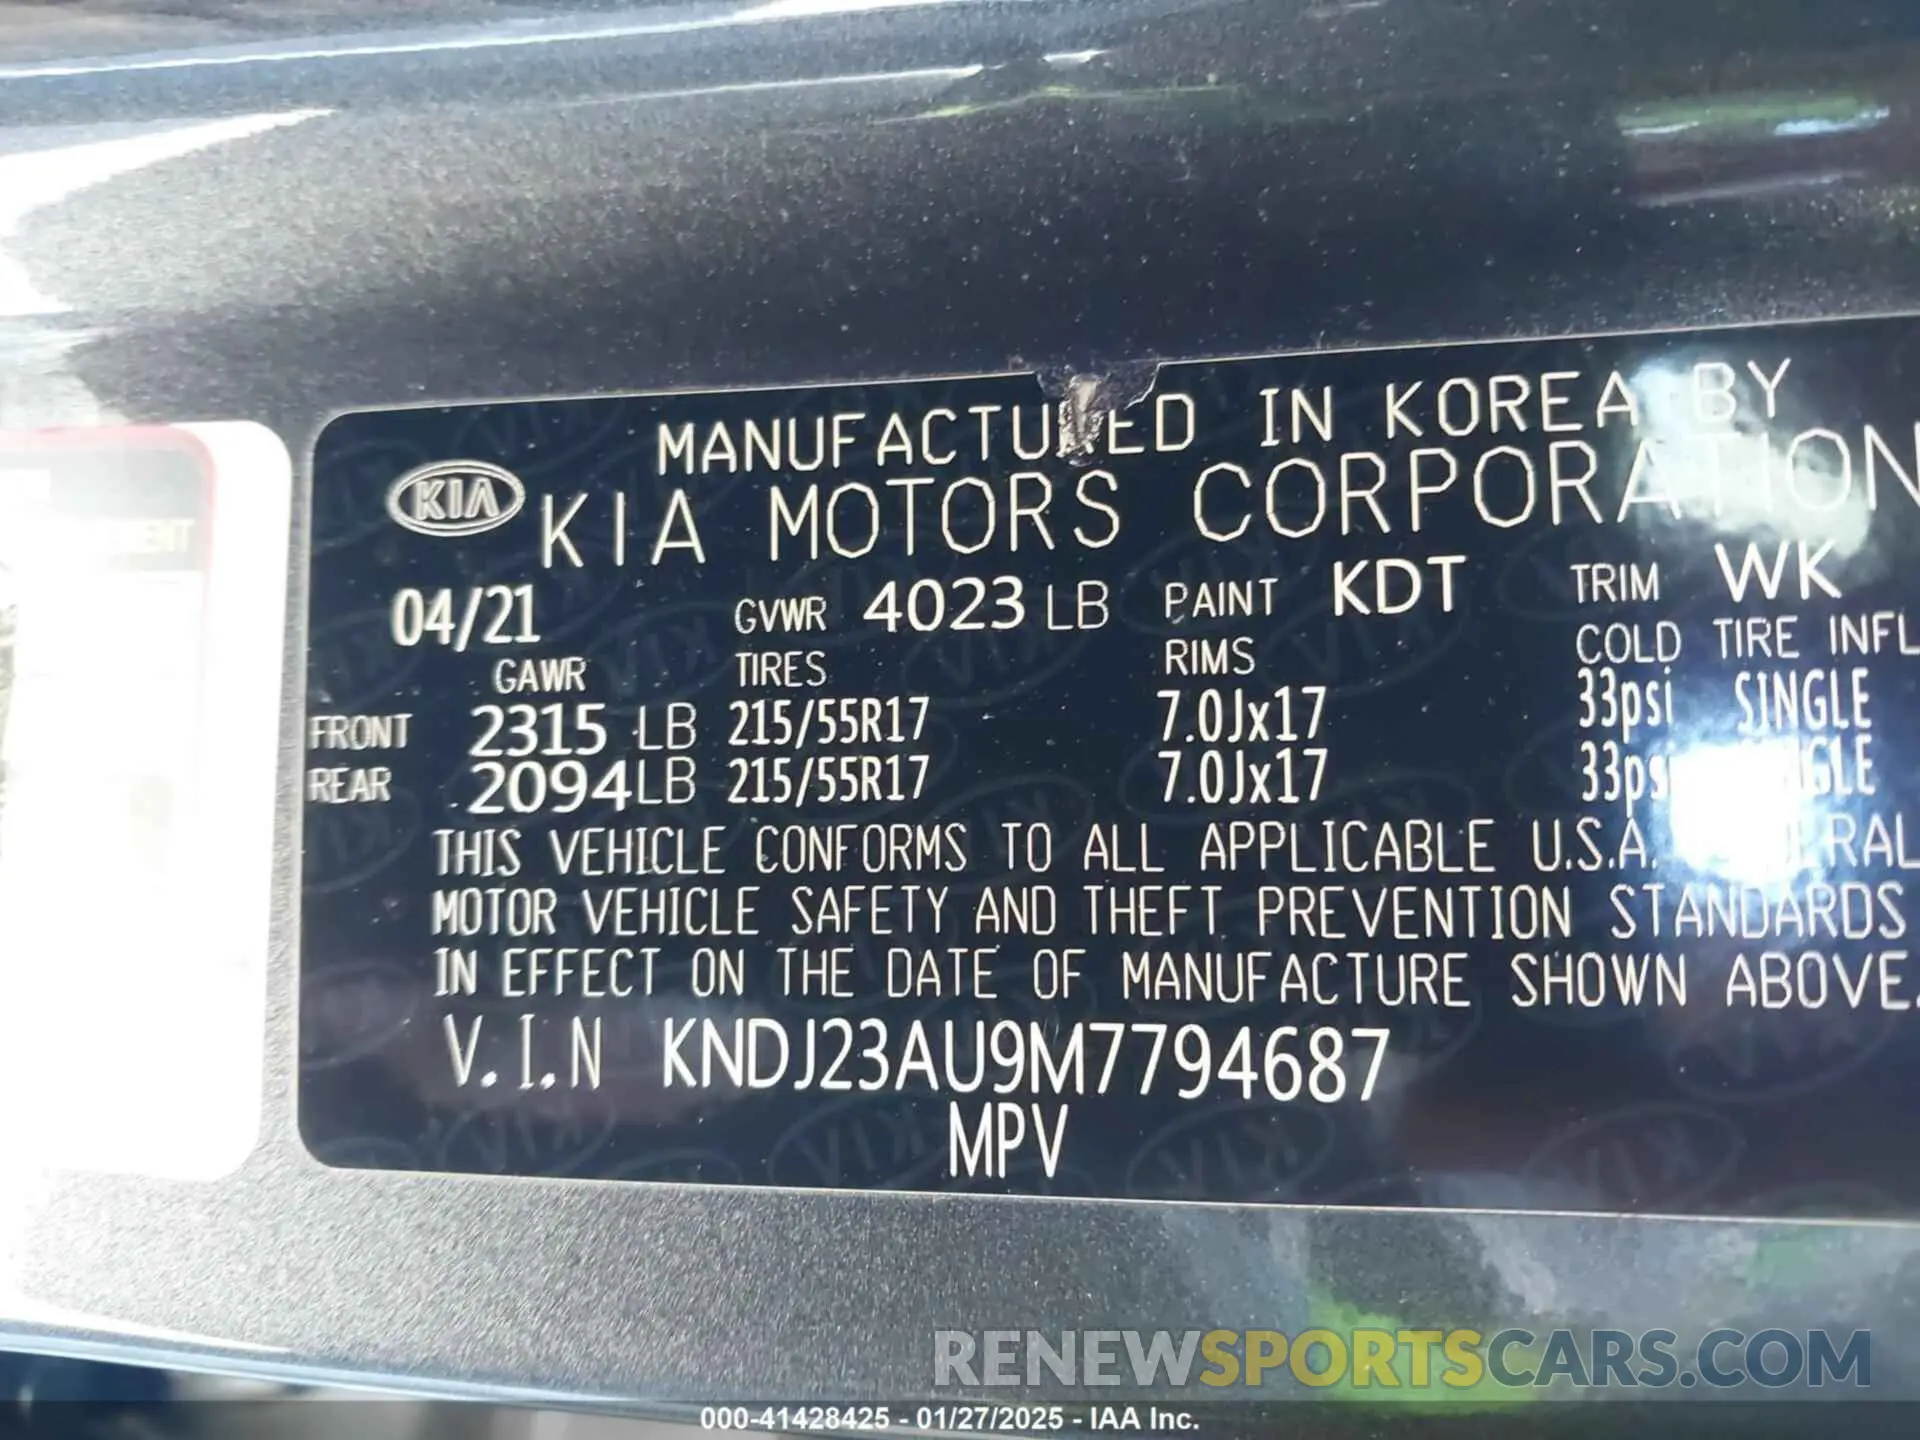 MANUFACTURED IN KOREA BY
KIA KIA MOTORS CORPORATION
04/21 GVWR 4023 LB PAINT KDT TRIM WK
GAWR TIRES RIMS COLD TIRE INFL
FRONT 2315 LB 215/55R17 7.0Jx17 33psi SINGLE
REAR 2094 LB 215/55R17 7.0Jx17 33psi SINGLE
THIS VEHICLE CONFORMS TO ALL APPLICABLE U.S.A. FEDERAL
MOTOR VEHICLE SAFETY AND THEFT PREVENTION STANDARDS
IN EFFECT ON THE DATE OF MANUFACTURE SHOWN ABOVE.
V.I.N KNDJ23AU9M7794687
MPV
RENEWSPORTSCARS.COM
000-41428425 - 01/27/2025 - IAA Inc.